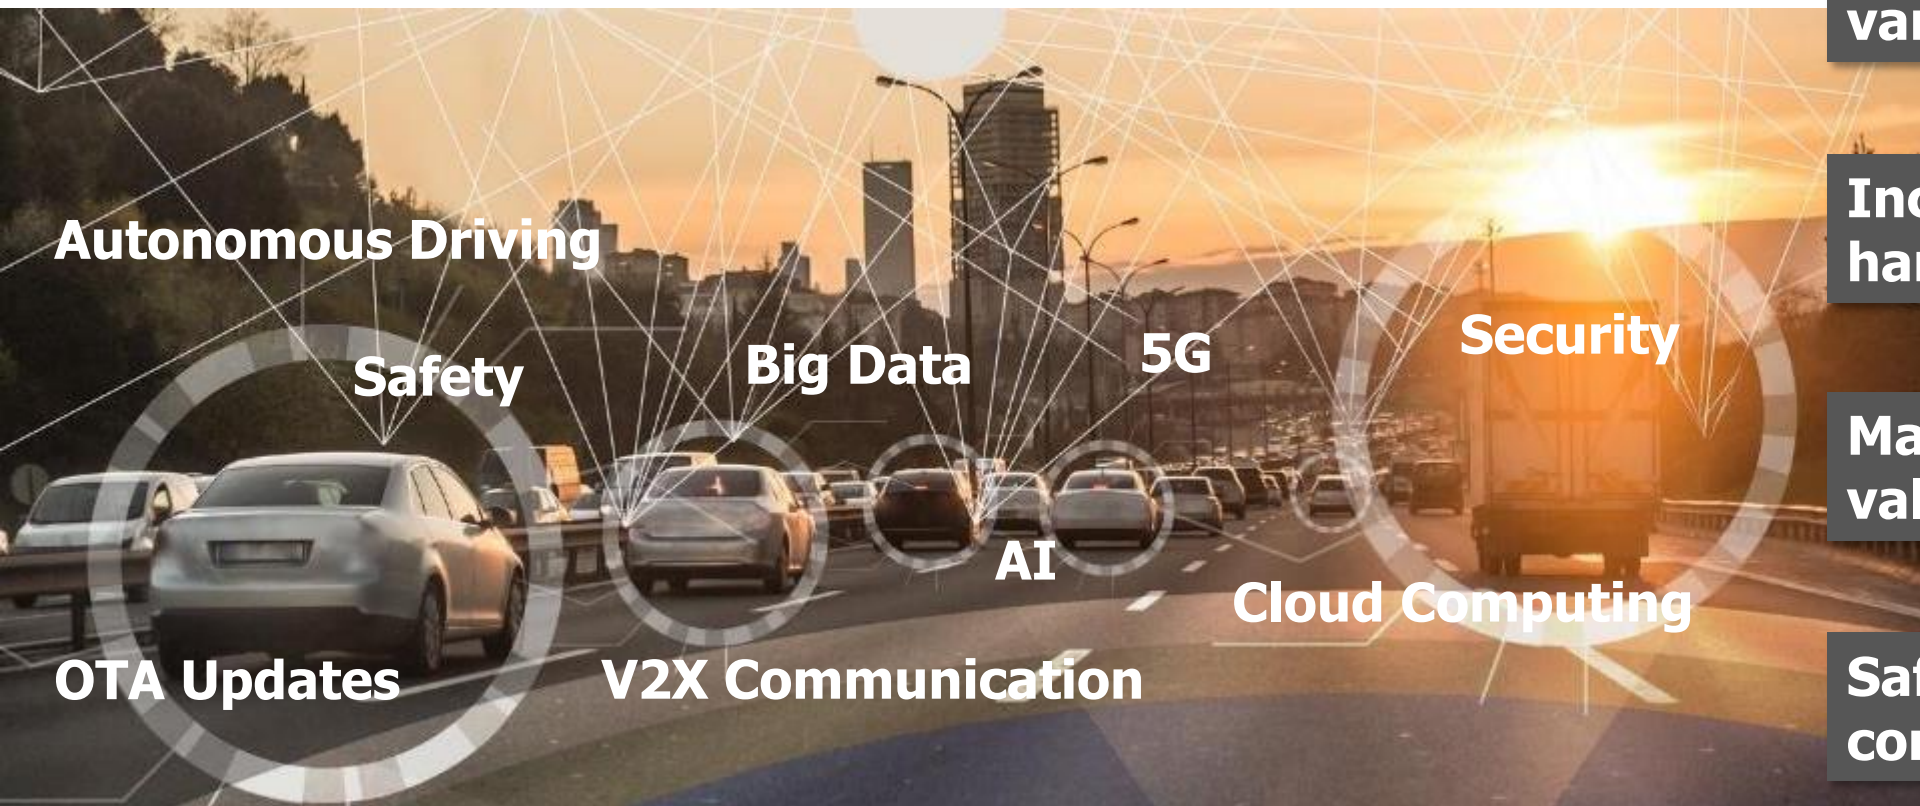 Autonomous Driving
Safety
Big Data
5G
Security
AI
Cloud Computing
OTA Updates
V2X Communication